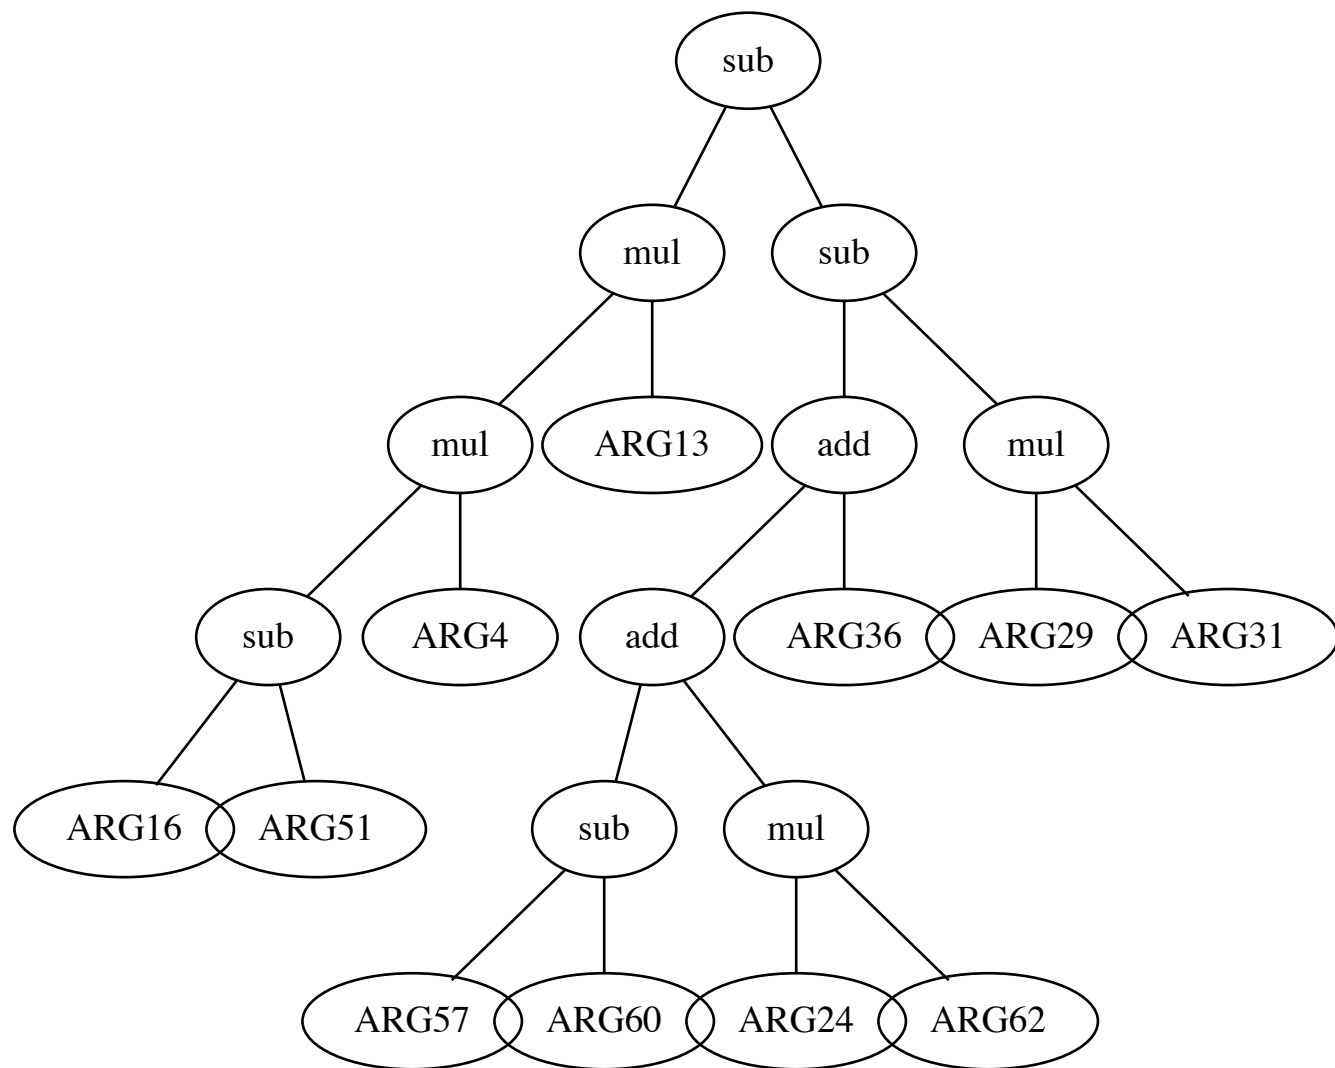 sub
mul sub
mul ARG13 add mul
sub ARG4 add ARG36 ARG29 ARG31
ARG16 ARG51 sub mul
ARG57 ARG60 ARG24 ARG62